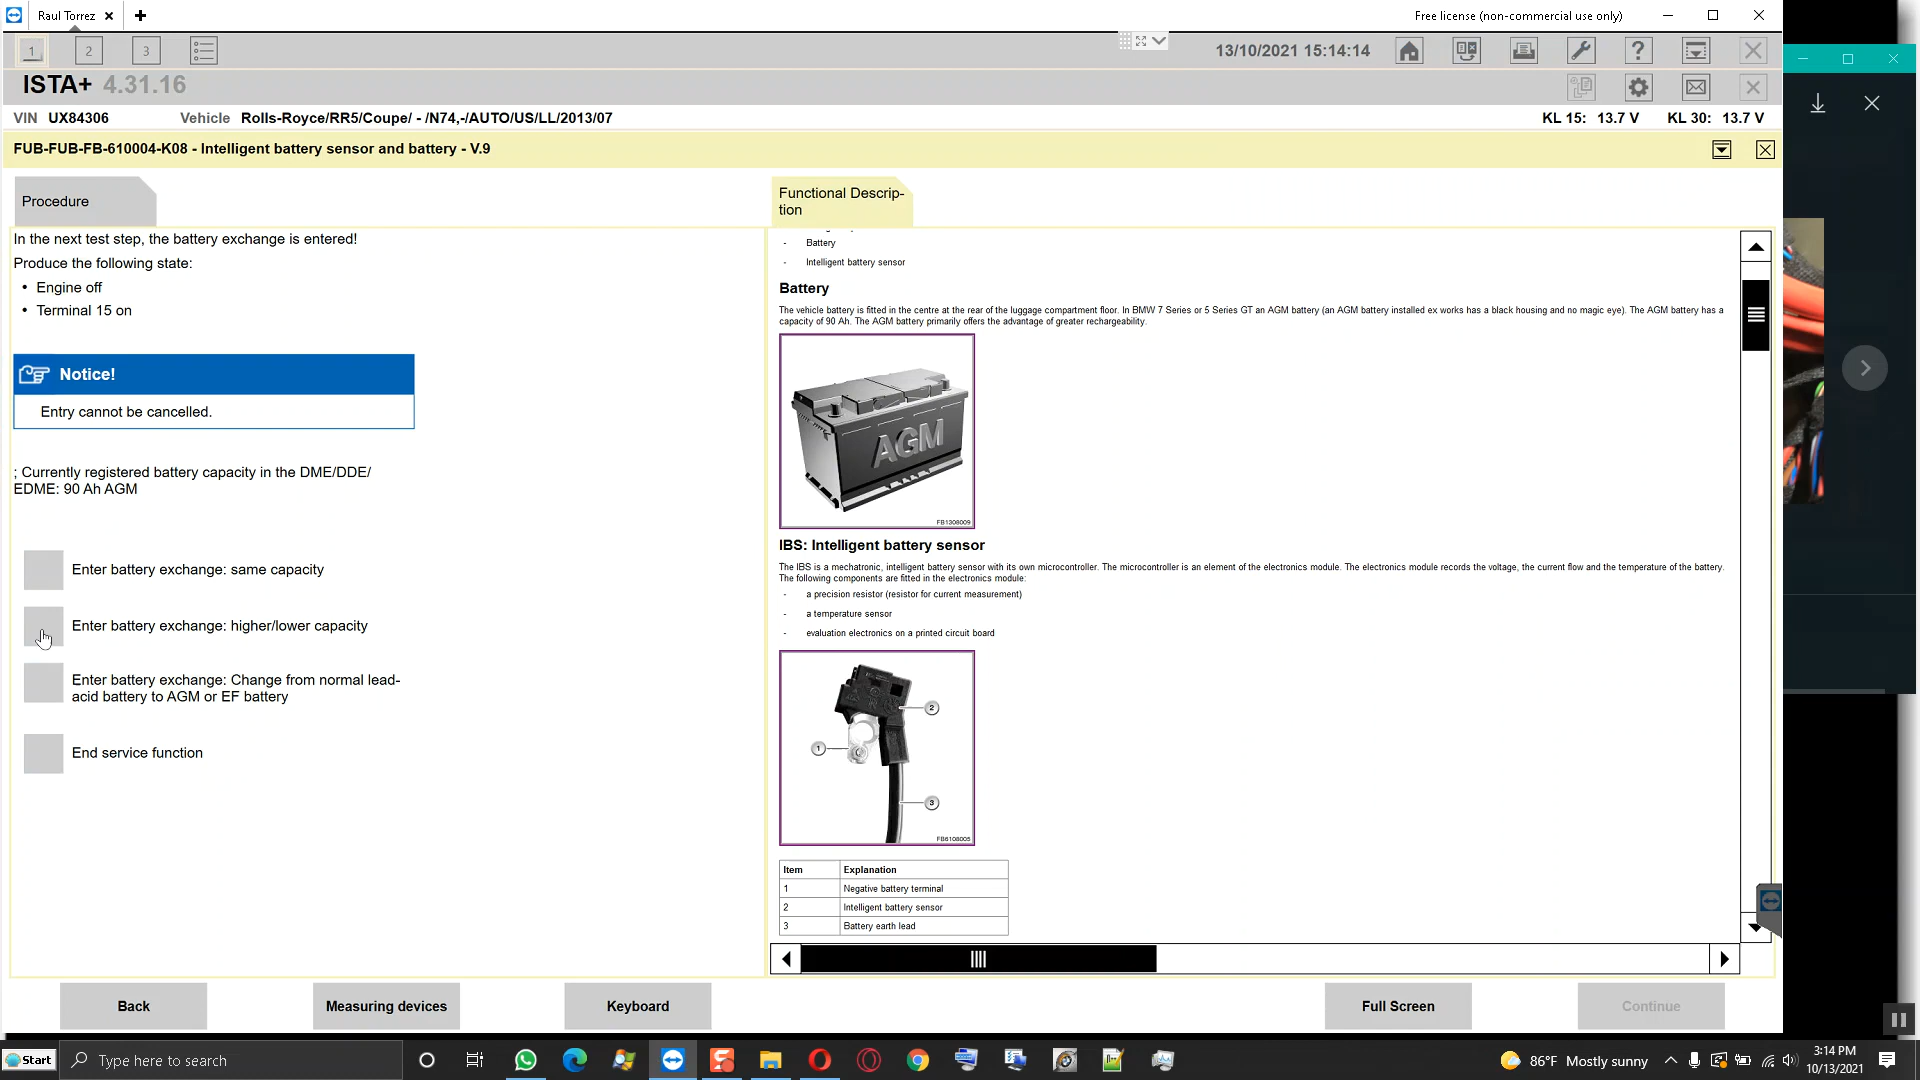 Raul Torrez
Free license (non-commercial use only)
1
2
3
13/10/2021 15:14:14
ISTA+ 4.31.16
VIN UX84306 Vehicle Rolls-Royce/RR5/Coupe/ - /N74,-/AUTO/US/LL/2013/07 KL 15: 13.7 V KL 30: 13.7 V
FUB-FUB-FB-610004-K08 - Intelligent battery sensor and battery - V.9
Procedure
In the next test step, the battery exchange is entered!
Produce the following state:
• Engine off
• Terminal 15 on
Notice!
Entry cannot be cancelled.
; Currently registered battery capacity in the DME/DDE/
EDME: 90 Ah AGM
Enter battery exchange: same capacity
Enter battery exchange: higher/lower capacity
Enter battery exchange: Change from normal lead-
acid battery to AGM or EF battery
End service function
Functional Descrip-
tion
- Battery
- Intelligent battery sensor
Battery
The vehicle battery is fitted in the centre at the rear of the luggage compartment floor. In BMW 7 Series or 5 Series GT an AGM battery (an AGM battery installed ex works has a black housing and no magic eye). The AGM battery has a
capacity of 90 Ah. The AGM battery primarily offers the advantage of greater rechargeability.
AGM
FB1308009
IBS: Intelligent battery sensor
The IBS is a mechatronic, intelligent battery sensor with its own microcontroller. The microcontroller is an element of the electronics module. The electronics module records the voltage, the current flow and the temperature of the battery.
The following components are fitted in the electronics module:
- a precision resistor (resistor for current measurement)
- a temperature sensor
- evaluation electronics on a printed circuit board
2
1
3
FB6108005
Item Explanation
1 Negative battery terminal
2 Intelligent battery sensor
3 Battery earth lead
Back
Measuring devices
Keyboard
Full Screen
Continue
Start
Type here to search
86°F Mostly sunny
3:14 PM
10/13/2021